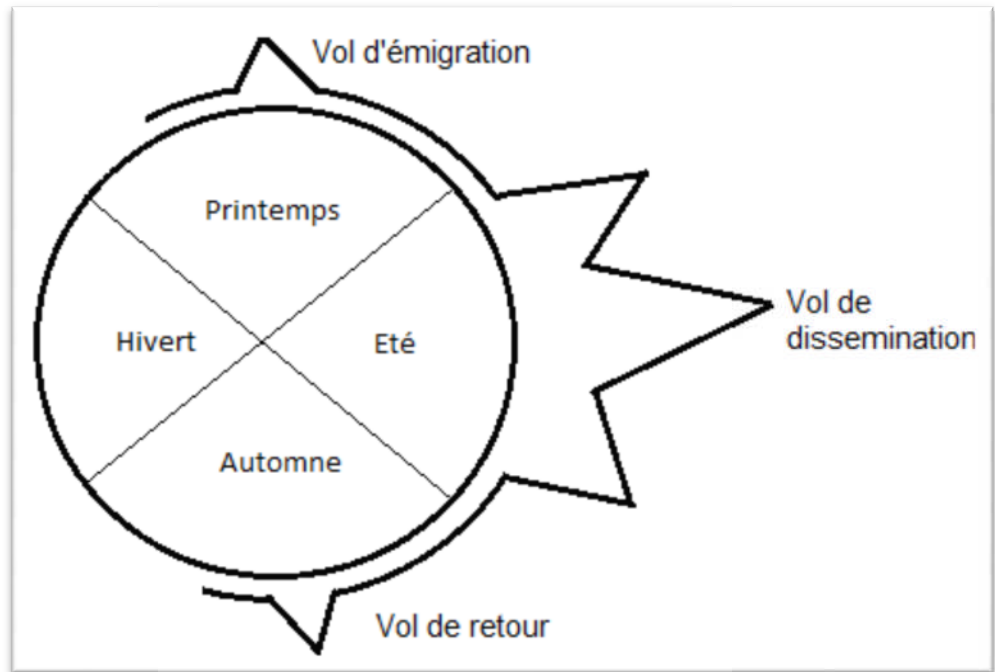 Vol d'émigration
Printemps
Hivert
Eté
Vol de
dissemination
Automne
Vol de retour